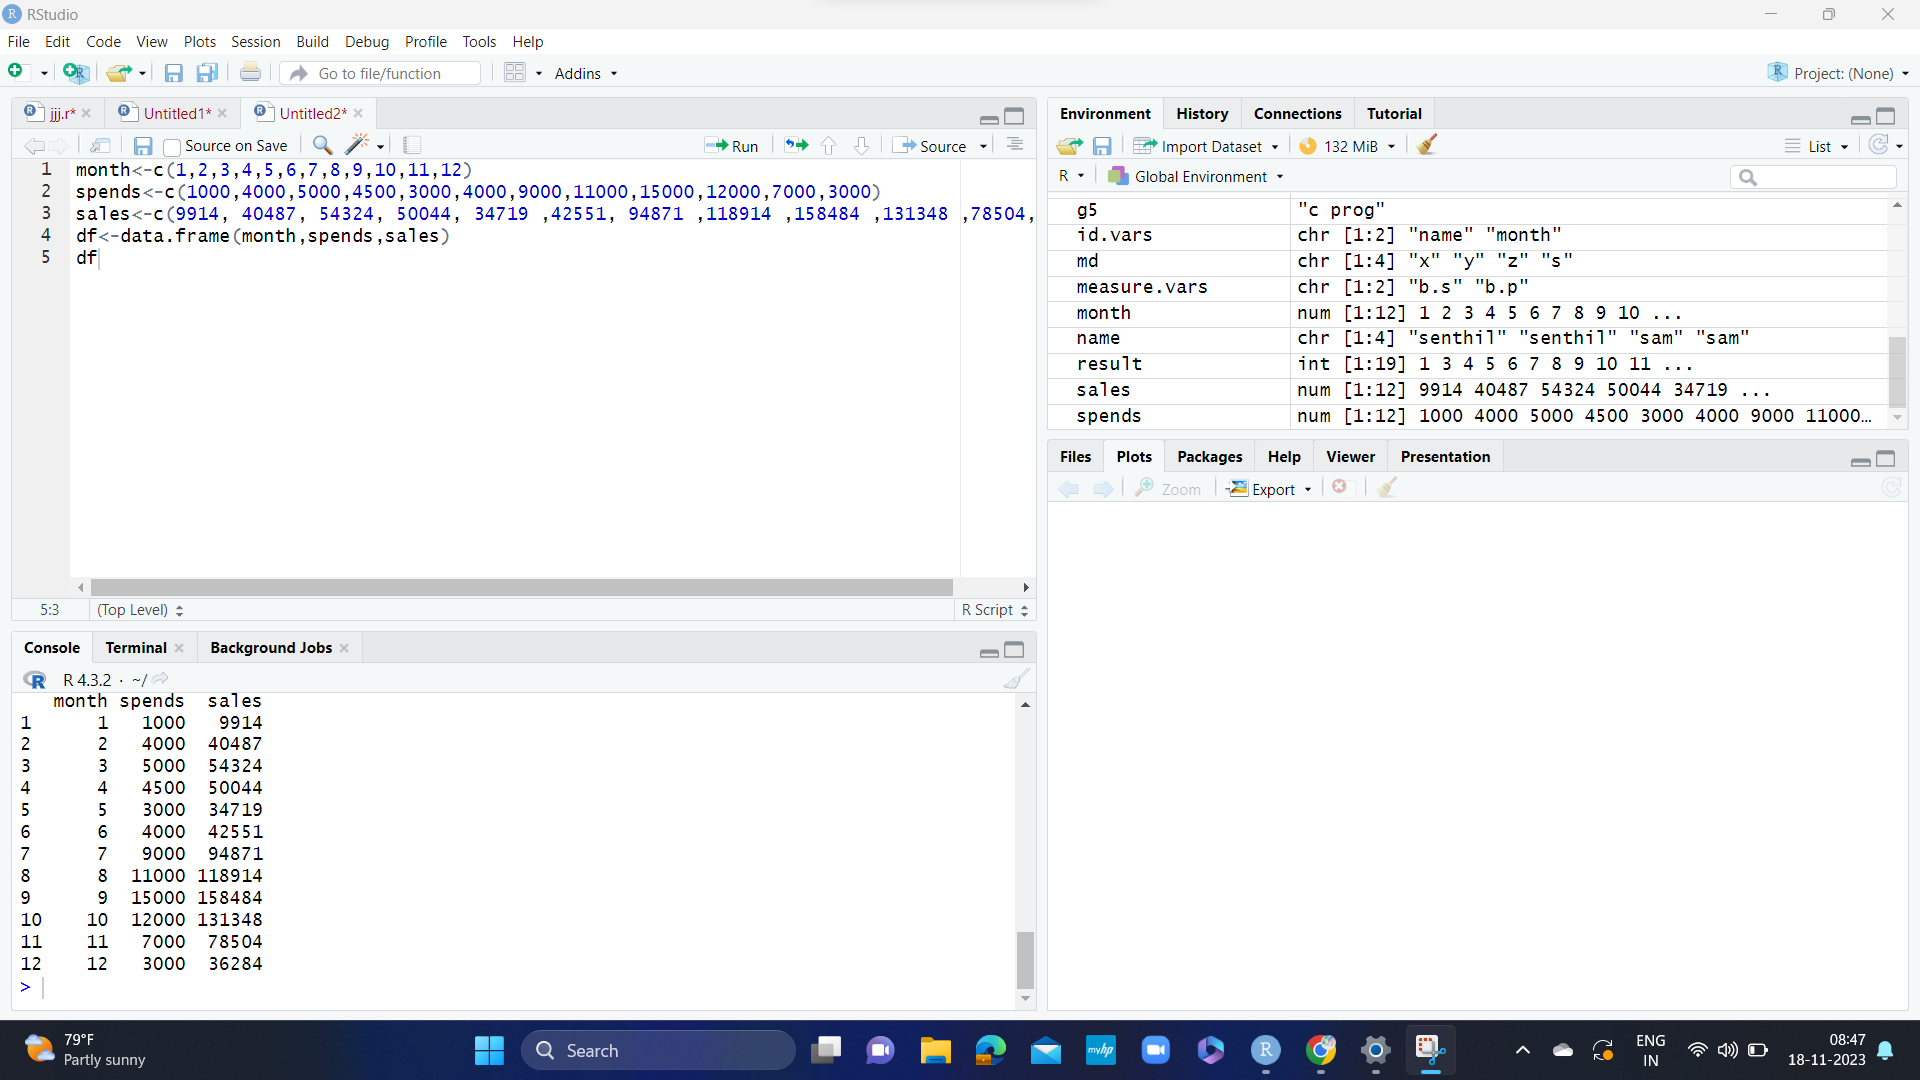 RStudio
File Edit Code View Plots Session Build Debug Profile Tools Help
Go to file/function Addins Project: (None)
jjj.r* Untitled1* Untitled2*
Source on Save Run Source
1 month<-c(1,2,3,4,5,6,7,8,9,10,11,12)
2 spends<-c(1000,4000,5000,4500,3000,4000,9000,11000,15000,12000,7000,3000)
3 sales<-c(9914, 40487, 54324, 50044, 34719 ,42551, 94871 ,118914 ,158484 ,131348 ,78504,
4 df<-data.frame(month,spends,sales)
5 df
5:3 (Top Level) R Script
Console Terminal Background Jobs
R 4.3.2 · ~/
month spends sales
1 1 1000 9914
2 2 4000 40487
3 3 5000 54324
4 4 4500 50044
5 5 3000 34719
6 6 4000 42551
7 7 9000 94871
8 8 11000 118914
9 9 15000 158484
10 10 12000 131348
11 11 7000 78504
12 12 3000 36284
>
Environment History Connections Tutorial
Import Dataset 132 MiB List
R Global Environment
g5 "c prog"
id.vars chr [1:2] "name" "month"
md chr [1:4] "x" "y" "z" "s"
measure.vars chr [1:2] "b.s" "b.p"
month num [1:12] 1 2 3 4 5 6 7 8 9 10 ...
name chr [1:4] "senthil" "senthil" "sam" "sam"
result int [1:19] 1 3 4 5 6 7 8 9 10 11 ...
sales num [1:12] 9914 40487 54324 50044 34719 ...
spends num [1:12] 1000 4000 5000 4500 3000 4000 9000 11000…
Files Plots Packages Help Viewer Presentation
Zoom Export
79°F
Partly sunny
Search
myhp
R
ENG
IN
08:47
18-11-2023